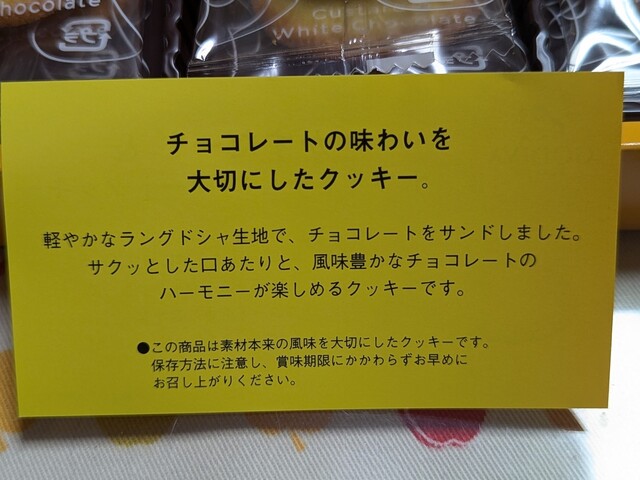 chocolate
White Chocolate
チョコレートの味わいを
大切にしたクッキー。
軽やかなラングドシャ生地で、チョコレートをサンドしました。
サクッとした口あたりと、風味豊かなチョコレートの
ハーモニーが楽しめるクッキーです。
●この商品は素材本来の風味を大切にしたクッキーです。
保存方法に注意し、賞味期限にかかわらずお早めに
お召し上がりください。